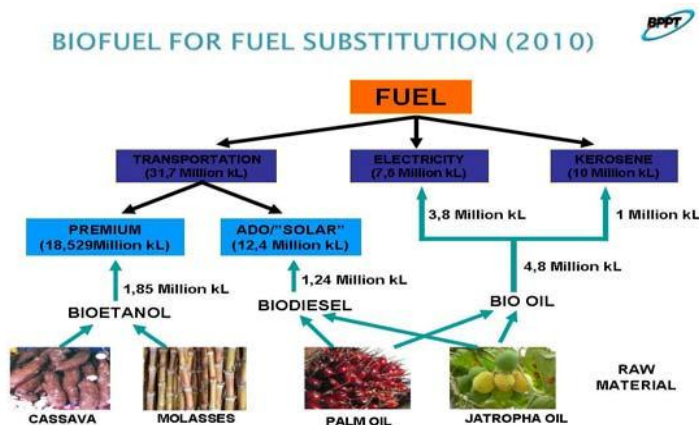 BPPT
BIOFUEL FOR FUEL SUBSTITUTION (2010)
FUEL
TRANSPORTATION
(31,7 Million kL)
ELECTRICITY
(7,6 Million kL)
KEROSENE
(10 Million kL)
3,8 Million kL
1 Million kL
PREMIUM
(18,529Million kL)
ADO/"SOLAR"
(12,4 Million kL)
4,8 Million kL
1,85 Million kL
1,24 Million kL
BIOETANOL
BIODIESEL
BIO OIL
RAW
MATERIAL
CASSAVA
MOLASSES
PALM OIL
JATROPHA OIL